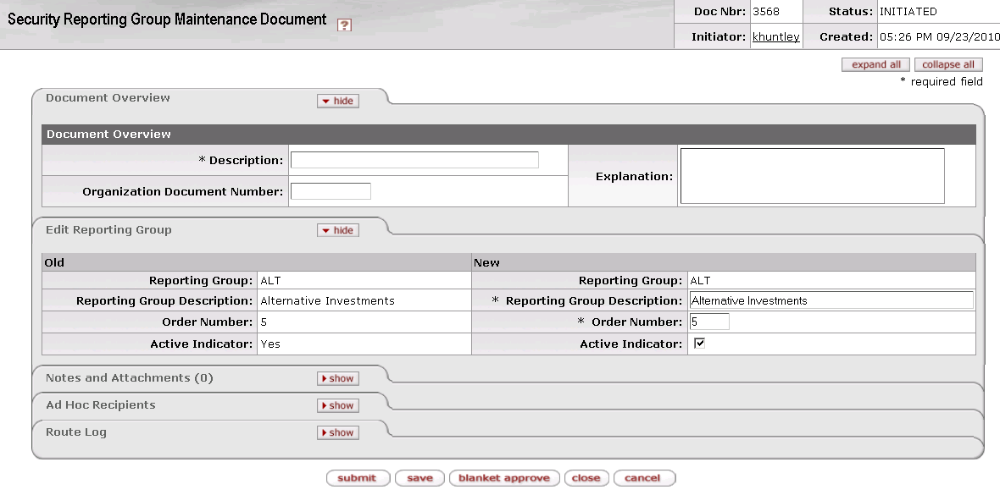 Security Reporting Group Maintenance Document ?
Doc Nbr: 3568 Status: INITIATED
Initiator: khuntley Created: 05:26 PM 09/23/2010
expand all collapse all
* required field
Document Overview hide
Document Overview
* Description:
Explanation:
Organization Document Number:
Edit Reporting Group hide
Old New
Reporting Group: ALT Reporting Group: ALT
Reporting Group Description: Alternative Investments * Reporting Group Description: Alternative Investments
Order Number: 5 * Order Number: 5
Active Indicator: Yes Active Indicator:
Notes and Attachments (0) show
Ad Hoc Recipients show
Route Log show
submit save blanket approve close cancel